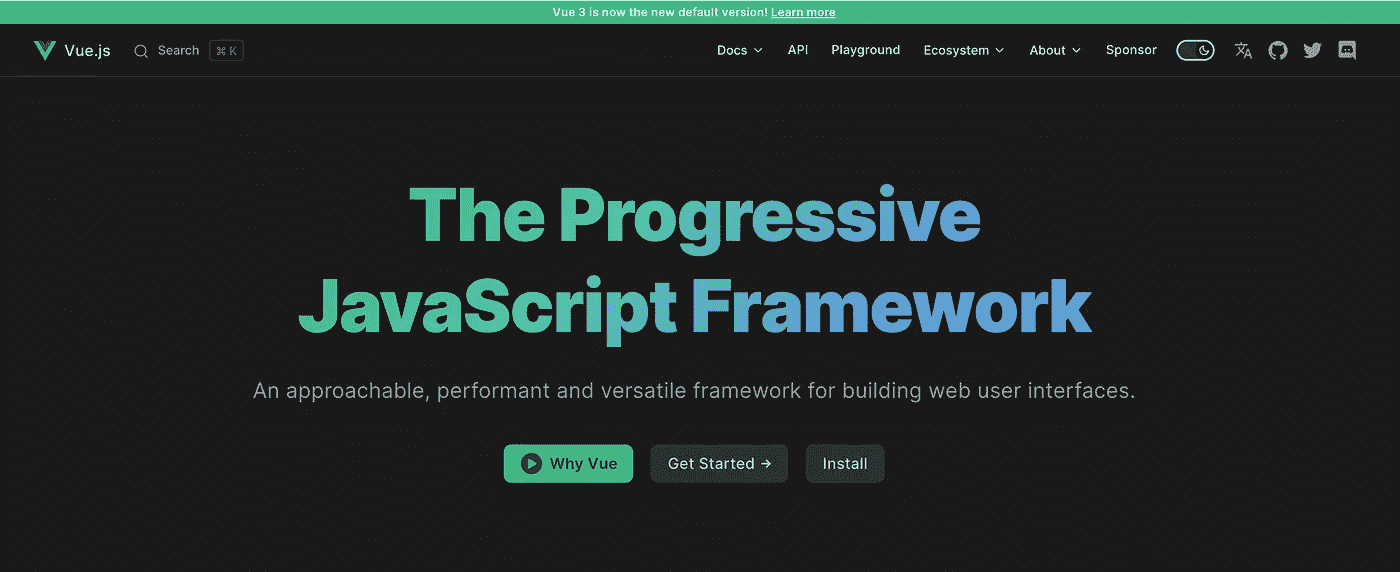 Vue 3 is now the new default version! Learn more
Vue.js Search ⌘ K Docs API Playground Ecosystem About Sponsor
The Progressive
JavaScript Framework
An approachable, performant and versatile framework for building web user interfaces.
Why Vue Get Started → Install